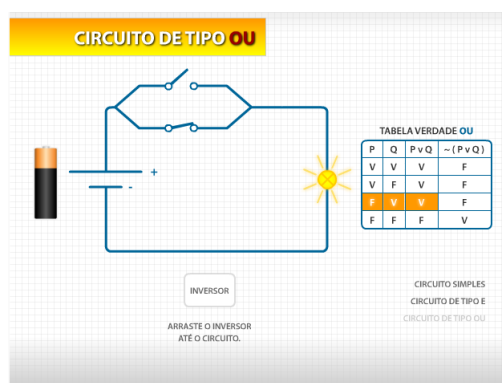 CIRCUITO DE TIPO OU
+
-
TABELA VERDADE OU
P Q P v Q ~ ( P v Q )
V V V F
V F V F
F V V F
F F F V
INVERSOR
ARRASTE O INVERSOR
ATÉ O CIRCUITO.
CIRCUITO SIMPLES
CIRCUITO DE TIPO E
CIRCUITO DE TIPO OU